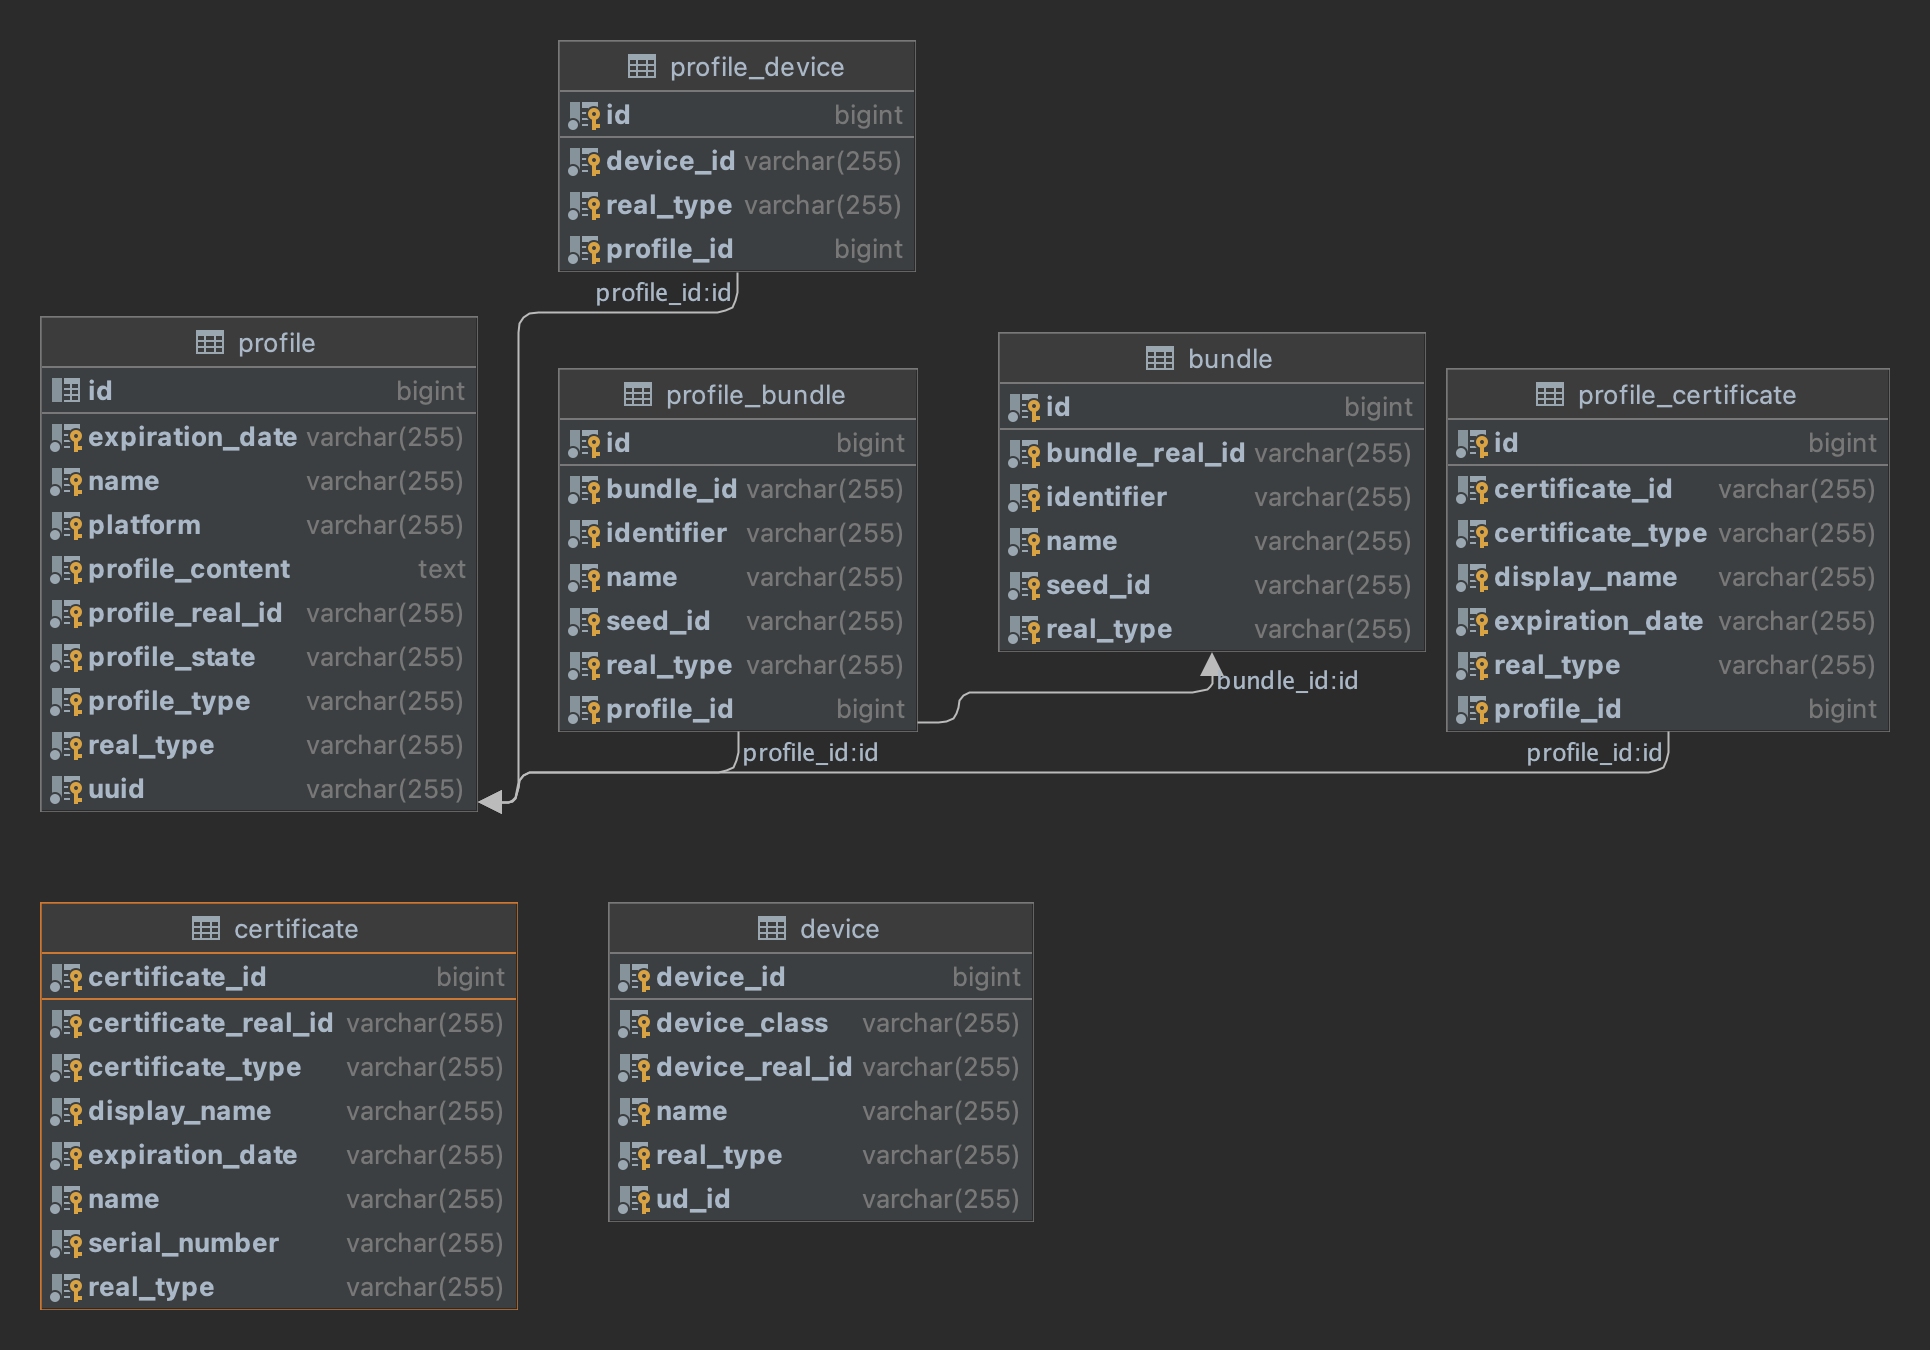 profile_device
id bigint
device_id varchar(255)
real_type varchar(255)
profile_id bigint
profile_id:id
profile
id bigint
expiration_date varchar(255)
name varchar(255)
platform varchar(255)
profile_content text
profile_real_id varchar(255)
profile_state varchar(255)
profile_type varchar(255)
real_type varchar(255)
uuid varchar(255)
profile_bundle
id bigint
bundle_id varchar(255)
identifier varchar(255)
name varchar(255)
seed_id varchar(255)
real_type varchar(255)
profile_id bigint
profile_id:id
bundle
id bigint
bundle_real_id varchar(255)
identifier varchar(255)
name varchar(255)
seed_id varchar(255)
real_type varchar(255)
bundle_id:id
profile_certificate
id bigint
certificate_id varchar(255)
certificate_type varchar(255)
display_name varchar(255)
expiration_date varchar(255)
real_type varchar(255)
profile_id bigint
profile_id:id
certificate
certificate_id bigint
certificate_real_id varchar(255)
certificate_type varchar(255)
display_name varchar(255)
expiration_date varchar(255)
name varchar(255)
serial_number varchar(255)
real_type varchar(255)
device
device_id bigint
device_class varchar(255)
device_real_id varchar(255)
name varchar(255)
real_type varchar(255)
ud_id varchar(255)